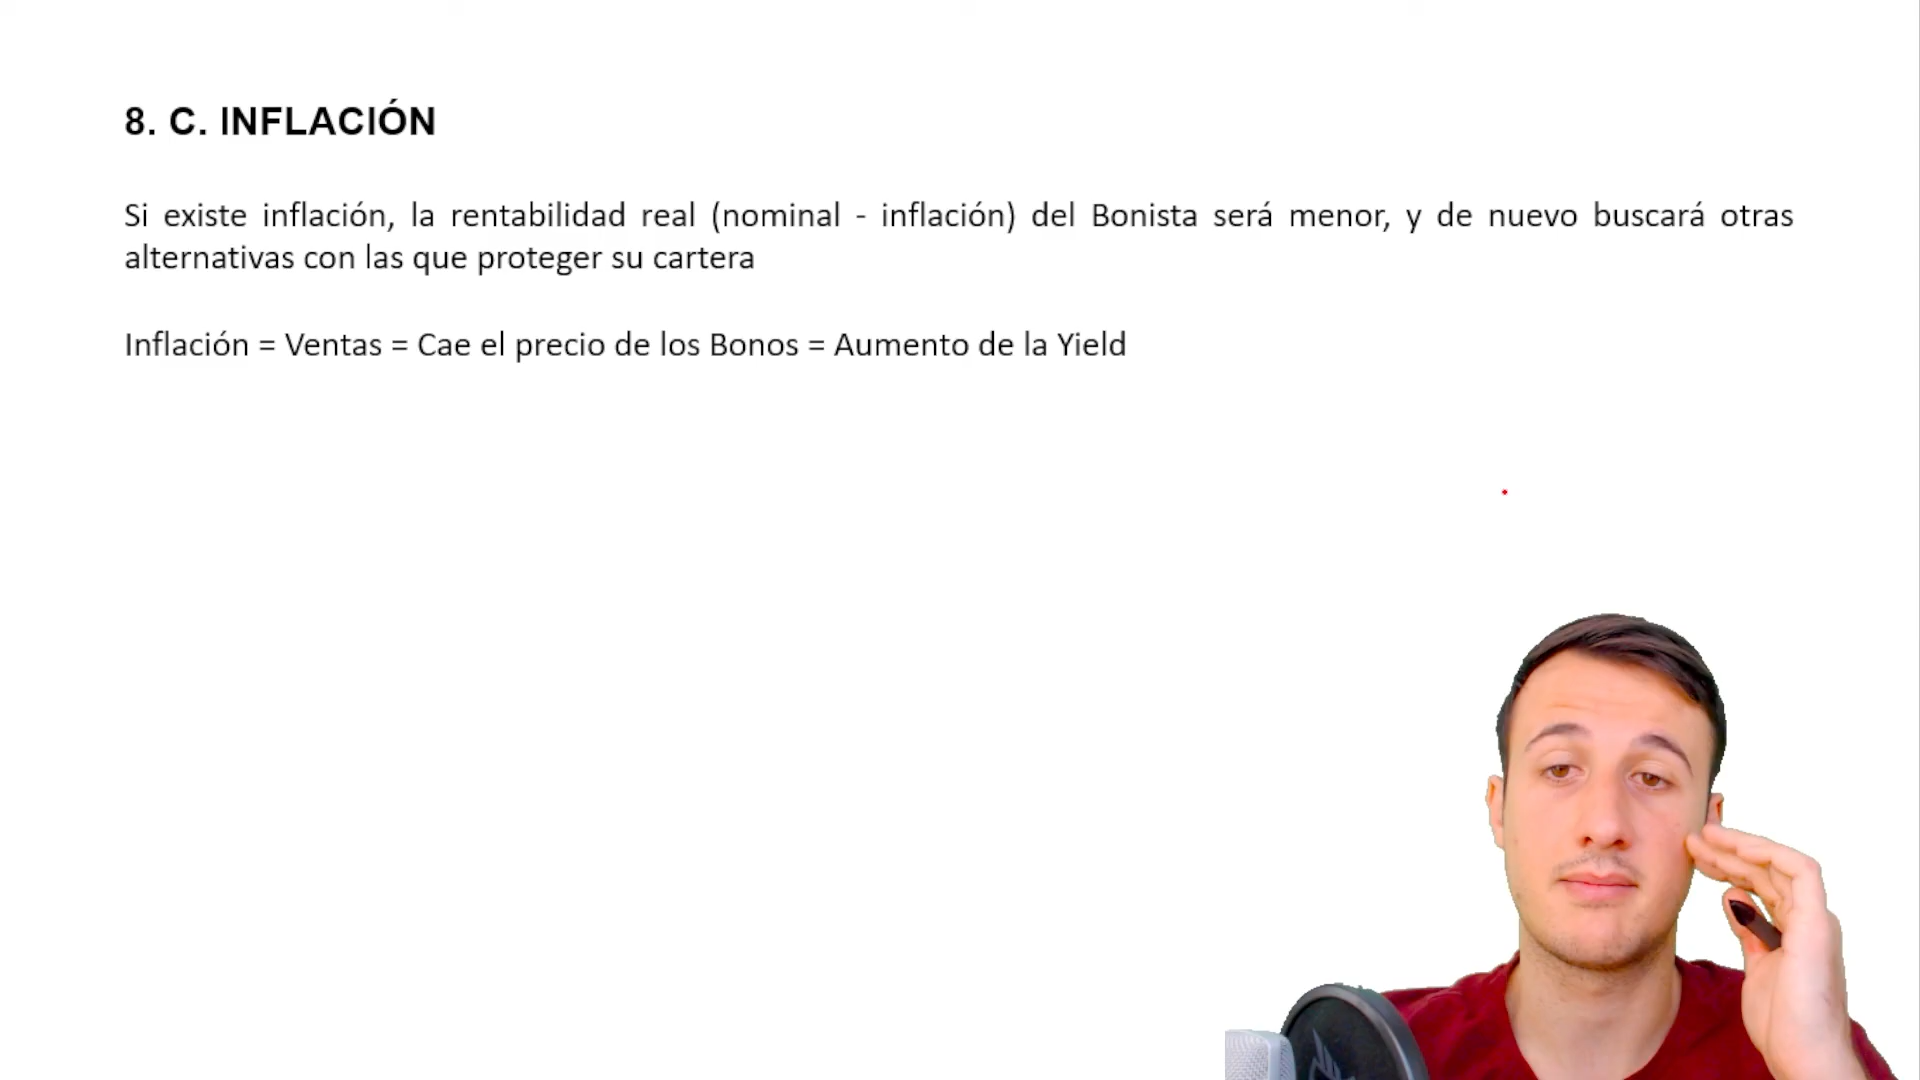 8. C. INFLACIÓN
Si existe inflación, la rentabilidad real (nominal - inflación) del Bonista será menor, y de nuevo buscará otras
alternativas con las que proteger su cartera
Inflación = Ventas = Cae el precio de los Bonos = Aumento de la Yield